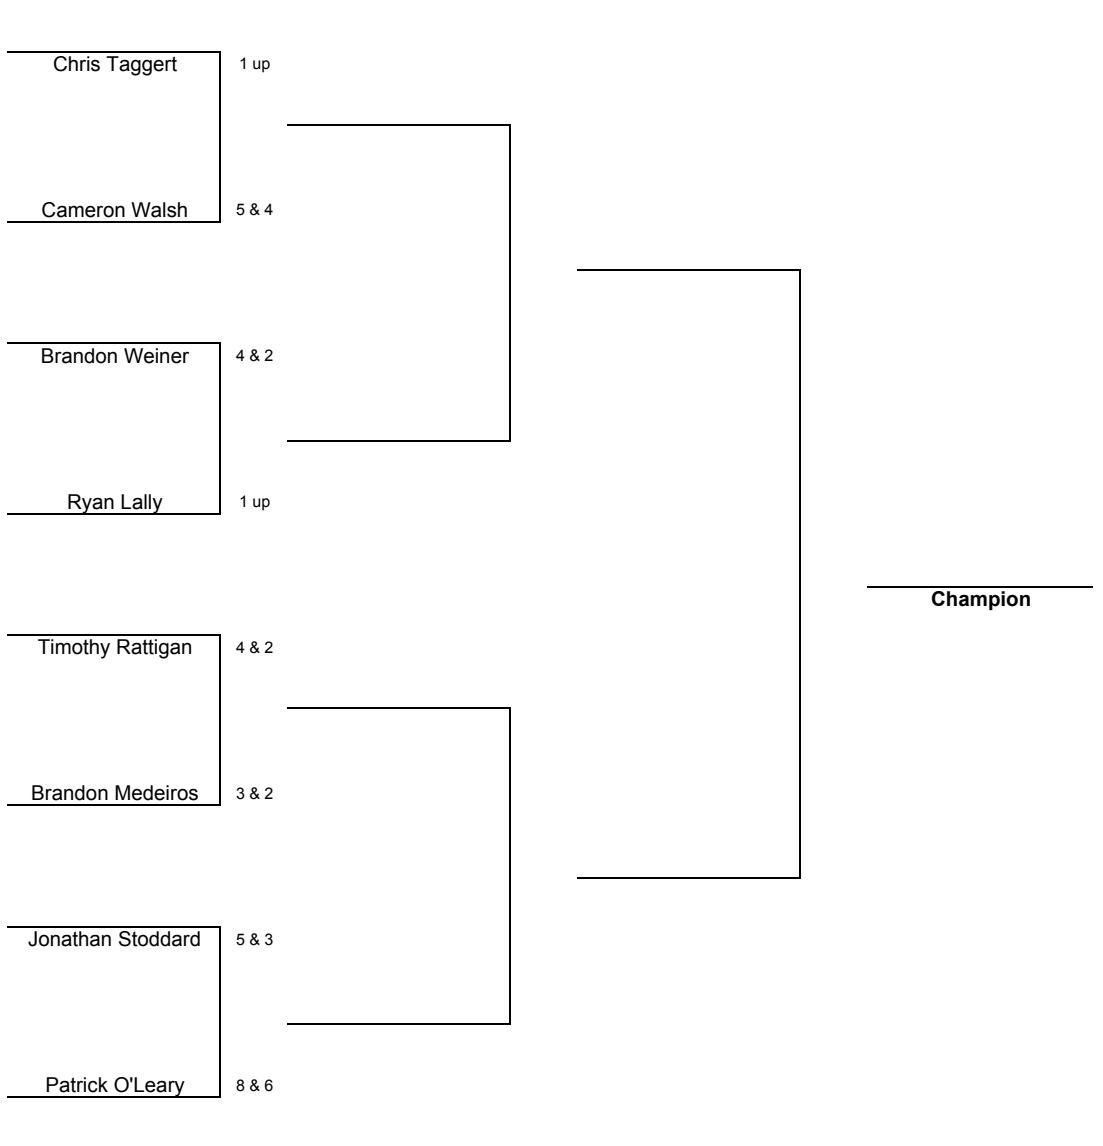 Chris Taggert 1 up
Cameron Walsh 5 & 4
Brandon Weiner 4 & 2
Ryan Lally 1 up
Champion
Timothy Rattigan 4 & 2
Brandon Medeiros 3 & 2
Jonathan Stoddard 5 & 3
Patrick O'Leary 8 & 6